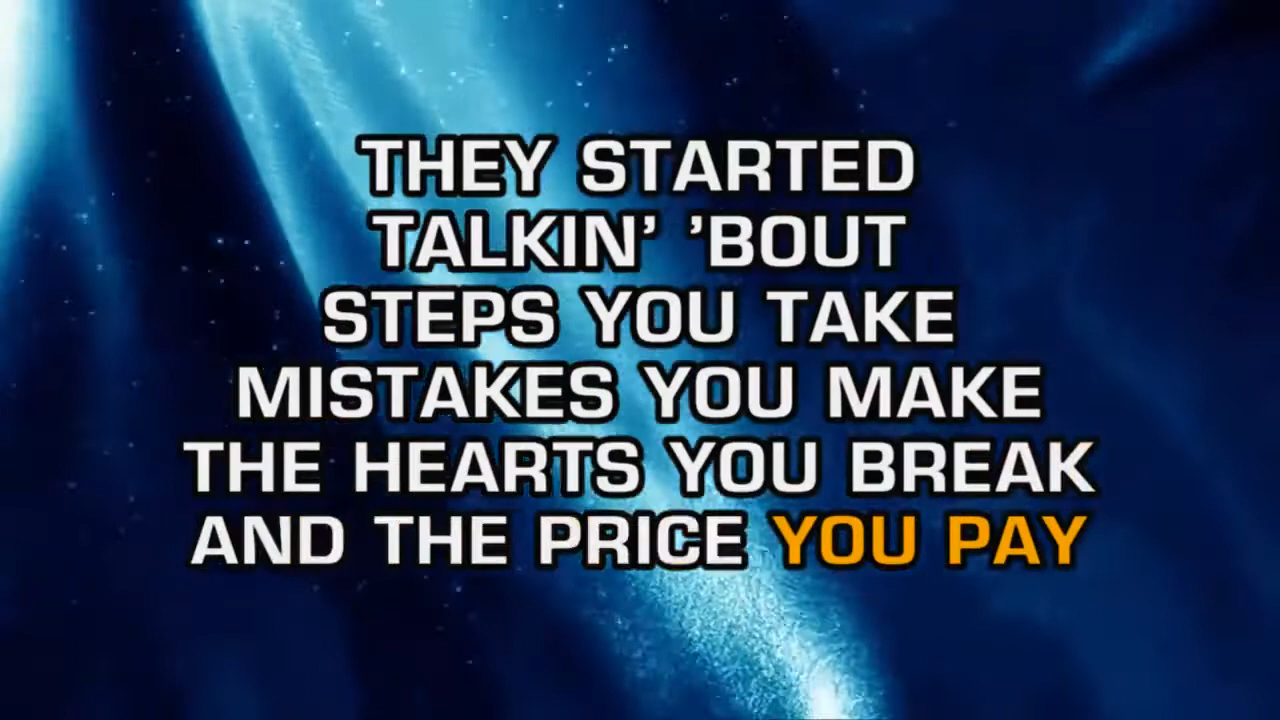 THEY STARTED
TALKIN’ ’BOUT
STEPS YOU TAKE
MISTAKES YOU MAKE
THE HEARTS YOU BREAK
AND THE PRICE YOU PAY